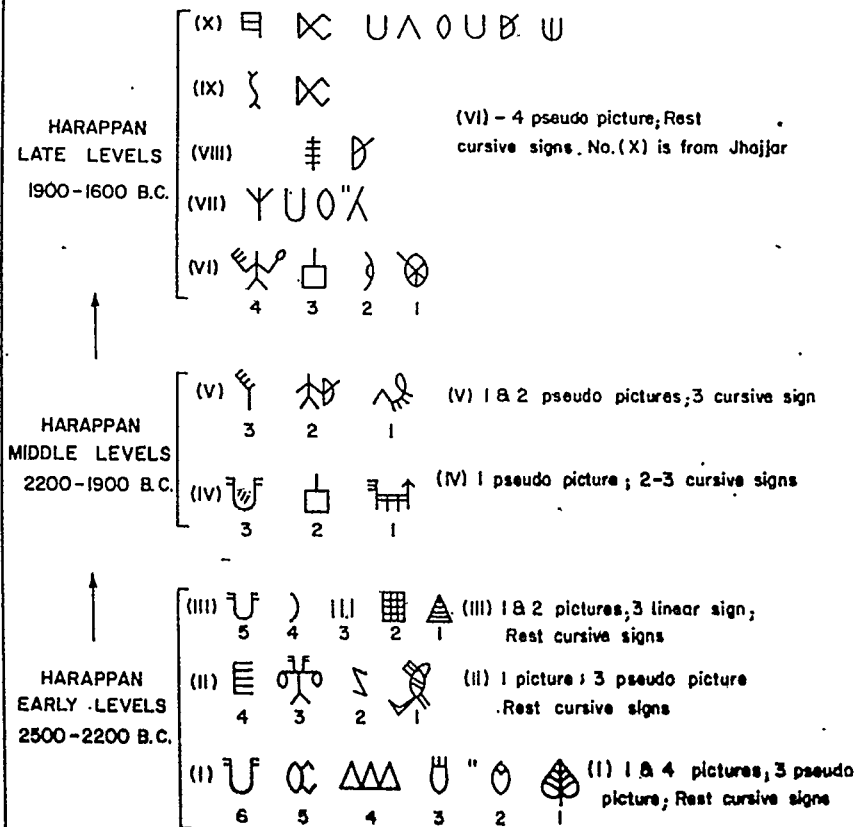 (X)
(IX)
HARAPPAN
LATE LEVELS
1900-1600 B.C.
(VI) - 4 pseudo picture; Rest
cursive signs. No.(X) is from Jhajjar
(VIII)
(VII)
(VI)
4 3 2 1
HARAPPAN
MIDDLE LEVELS
2200-1900 B.C.
(V)
3 2 1
(V) 1 & 2 pseudo pictures; 3 cursive sign
(IV)
3 2 1
(IV) 1 pseudo picture ; 2-3 cursive signs
HARAPPAN
EARLY LEVELS
2500-2200 B.C.
(III)
5 4 3 2 1
(III) 1 & 2 pictures; 3 linear sign;
Rest cursive signs
(II)
4 3 2 1
(II) 1 picture ; 3 pseudo picture
Rest cursive signs
(I)
6 5 4 3 2 1
(I) 1 & 4 pictures; 3 pseudo
picture; Rest cursive signs